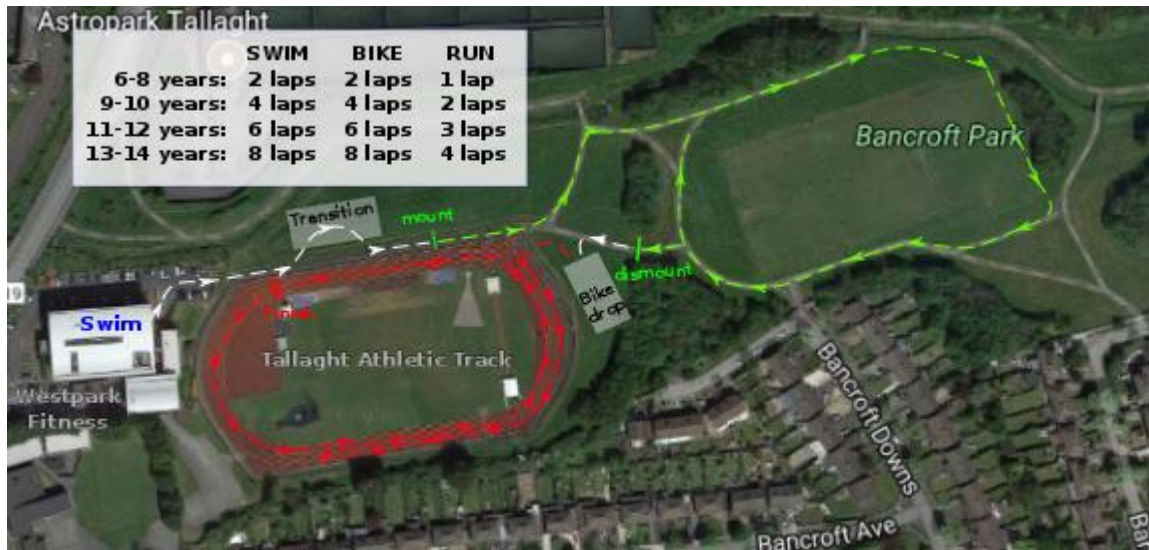 Astropark Tallaght
SWIM BIKE RUN
6-8 years: 2 laps 2 laps 1 lap
9-10 years: 4 laps 4 laps 2 laps
11-12 years: 6 laps 6 laps 3 laps
13-14 years: 8 laps 8 laps 4 laps
Bancroft Park
Transition
mount
dismount
Bike
drop
19
Swim
Finish
Tallaght Athletic Track
Westpark
Fitness
Bancroft Downs
Bancroft Ave
Ba